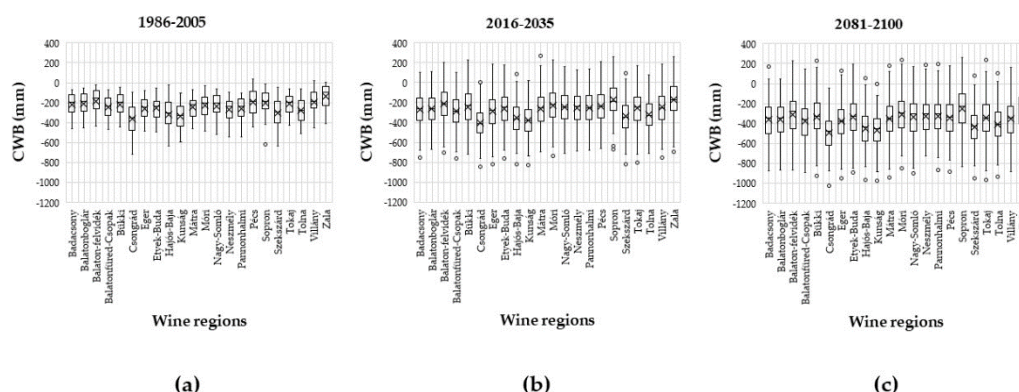 1986-2005
2016-2035
2081-2100
400
200
0
-200
-400
-600
-800
-1000
-1200
CWB (mm)
Badacsony
Balatonboglár
Balaton-felvidék
Balatonfüred-Csopak
Bükki
Csongrád
Eger
Etyek-Buda
Hajós-Baja
Kunság
Mátra
Móri
Nagy-Somló
Neszmély
Pannonhalmi
Pécs
Sopron
Szekszárd
Tokaj
Tolna
Villány
Zala
Wine regions
(a)
400
200
0
-200
-400
-600
-800
-1000
-1200
CWB (mm)
Badacsony
Balatonboglár
Balaton-felvidék
Balatonfüred-Csopak
Bükki
Csongrád
Eger
Etyek-Buda
Hajós-Baja
Kunság
Mátra
Móri
Nagy-Somló
Neszmély
Pannonhalmi
Pécs
Sopron
Szekszárd
Tokaj
Tolna
Villány
Zala
Wine regions
(b)
400
200
0
-200
-400
-600
-800
-1000
-1200
CWB (mm)
Badacsony
Balatonboglár
Balaton-felvidék
Balatonfüred-Csopak
Bükki
Csongrád
Eger
Etyek-Buda
Hajós-Baja
Kunság
Mátra
Móri
Nagy-Somló
Neszmély
Pannonhalmi
Pécs
Sopron
Szekszárd
Tokaj
Tolna
Villány
Wine regions
(c)